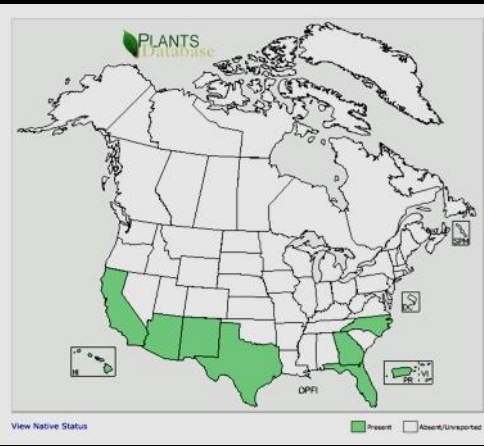 PLANTS
Database
SPM
DC
HI
OPFI
PR
VI
View Native Status
Present
Absent/Unreported